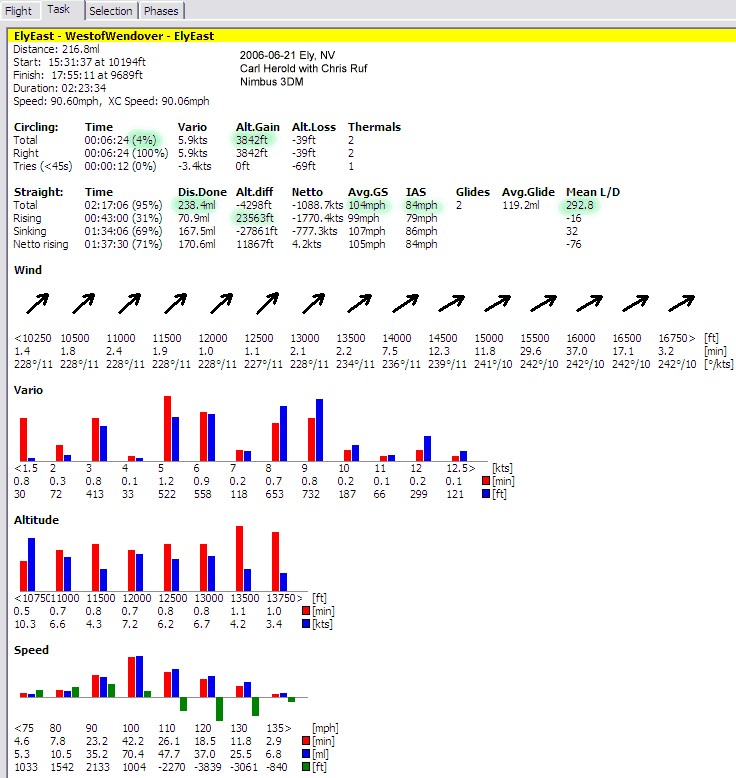 Flight Task Selection Phases
ElyEast - WestofWendover - ElyEast
Distance: 216.8ml
Start: 15:31:37 at 10194ft
Finish: 17:55:11 at 9689ft
Duration: 02:23:34
Speed: 90.60mph, XC Speed: 90.06mph
2006-06-21 Ely, NV
Carl Herold with Chris Ruf
Nimbus 3DM
Circling: Time Vario Alt.Gain Alt.Loss Thermals
Total 00:06:24 (4%) 5.9kts 3842ft -39ft 2
Right 00:06:24 (100%) 5.9kts 3842ft -39ft 2
Tries (<45s) 00:00:12 (0%) -3.4kts 0ft -69ft 1
Straight: Time Dis.Done Alt.diff Netto Avg.GS IAS Glides Avg.Glide Mean L/D
Total 02:17:06 (95%) 238.4ml -4298ft -1088.7kts 104mph 84mph 2 119.2ml 292.8
Rising 00:43:00 (31%) 70.9ml 23563ft -1770.4kts 99mph 79mph -16
Sinking 01:34:06 (69%) 167.5ml -27861ft -777.3kts 107mph 86mph 32
Netto rising 01:37:30 (71%) 170.6ml 11867ft 4.2kts 105mph 84mph -76
Wind
<10250 10500 11000 11500 12000 12500 13000 13500 14000 14500 15000 15500 16000 16500 16750> [ft]
1.4 1.8 2.4 1.9 1.0 1.1 2.1 2.2 7.5 12.3 11.8 29.6 37.0 17.1 3.2 [min]
228°/11 228°/11 228°/11 228°/11 228°/11 227°/11 228°/11 234°/11 236°/11 239°/11 241°/10 242°/10 242°/10 242°/10 242°/10 [°/kts]
Vario
<1.5 2 3 4 5 6 7 8 9 10 11 12 12.5> [kts]
0.8 0.3 0.8 0.1 1.2 0.9 0.2 0.7 0.8 0.2 0.1 0.2 0.1 [min]
30 72 413 33 522 558 118 653 732 187 66 299 121 [ft]
Altitude
<10750 11000 11500 12000 12500 13000 13500 13750> [ft]
0.5 0.7 0.8 0.7 0.8 0.8 1.1 1.0 [min]
10.3 6.6 4.3 7.2 6.2 6.7 4.2 3.4 [kts]
Speed
<75 80 90 100 110 120 130 135> [mph]
4.6 7.8 23.2 42.2 26.1 18.5 11.8 2.9 [min]
5.3 10.5 35.2 70.4 47.7 37.0 25.5 6.8 [ml]
1033 1542 2133 1004 -2270 -3839 -3061 -840 [ft]